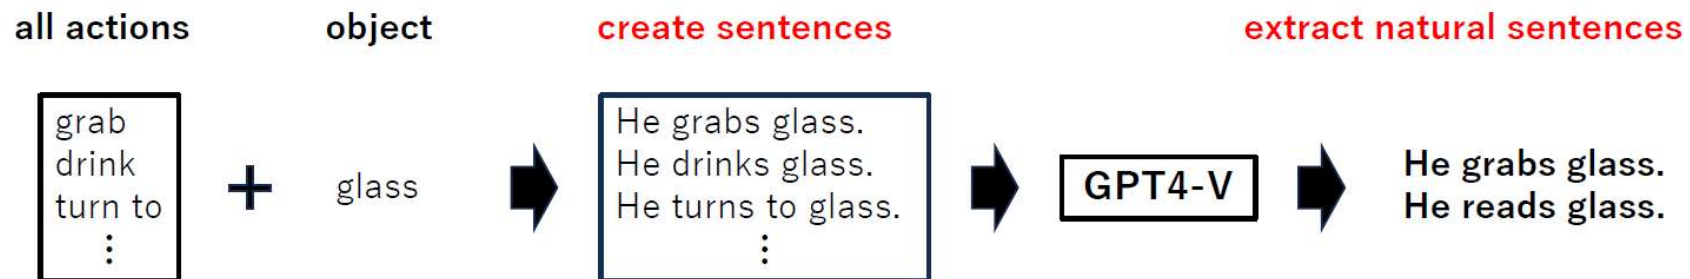 all actions
object
create sentences
extract natural sentences
grab
drink
turn to
⋮
+
glass
He grabs glass.
He drinks glass.
He turns to glass.
⋮
GPT4-V
He grabs glass.
He reads glass.